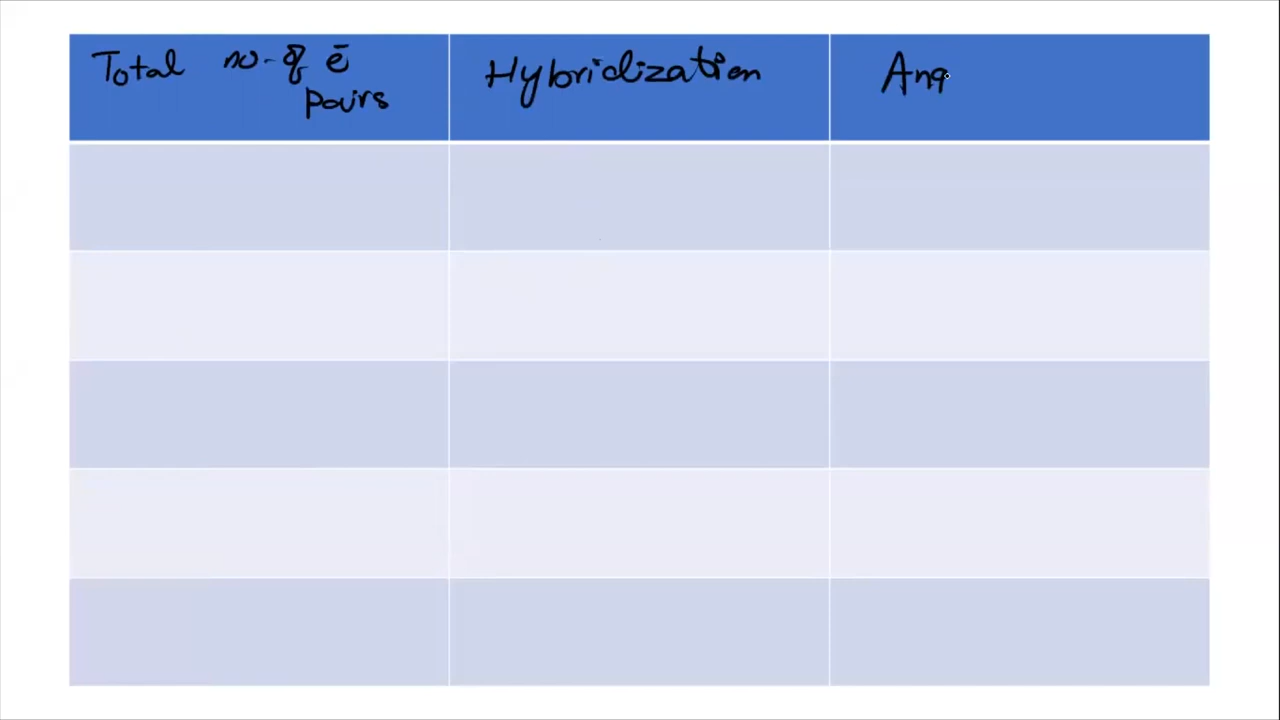 Total no. of ē
pairs
Hybridization
Ang